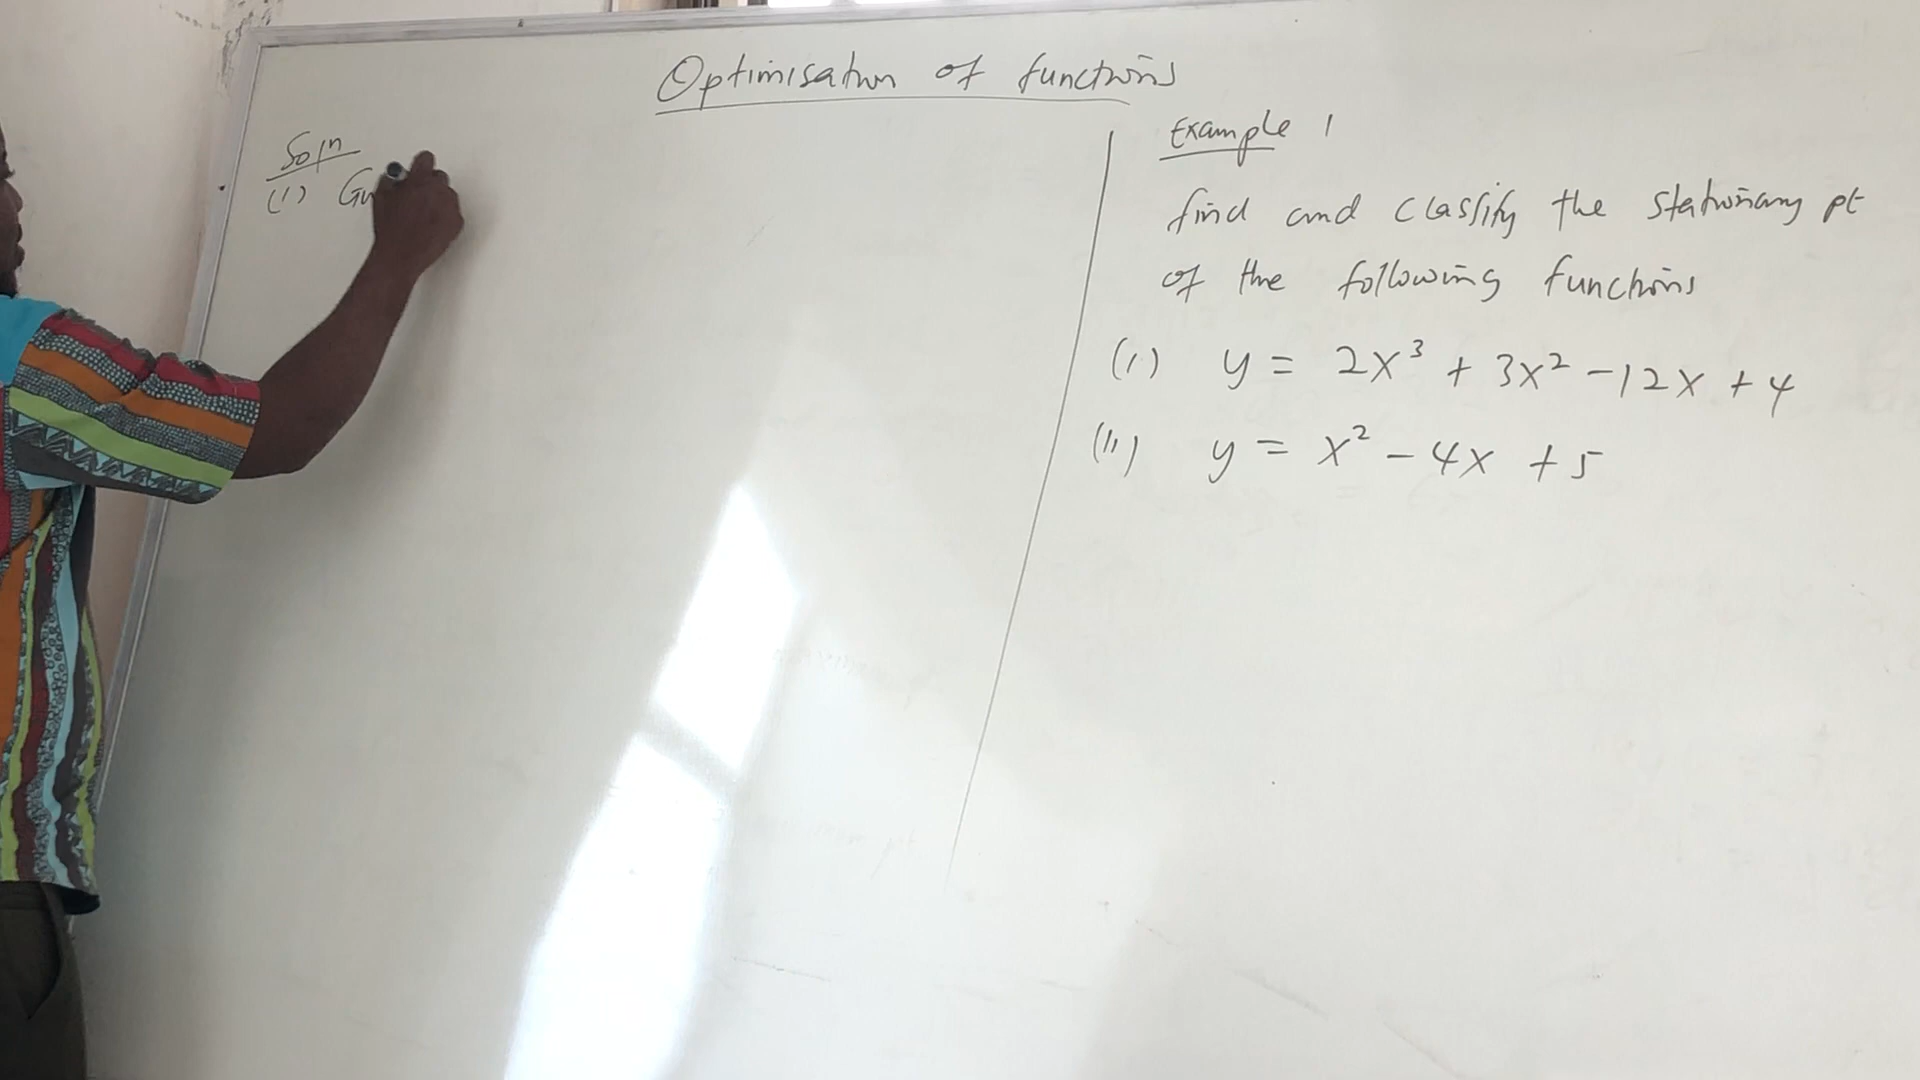 Optimisation of functions
Soln
(i)
Example 1
find and classify the stationary pt
of the following functions
(i) y = 2x³ + 3x² - 12x + 4
(ii) y = x² - 4x + 5